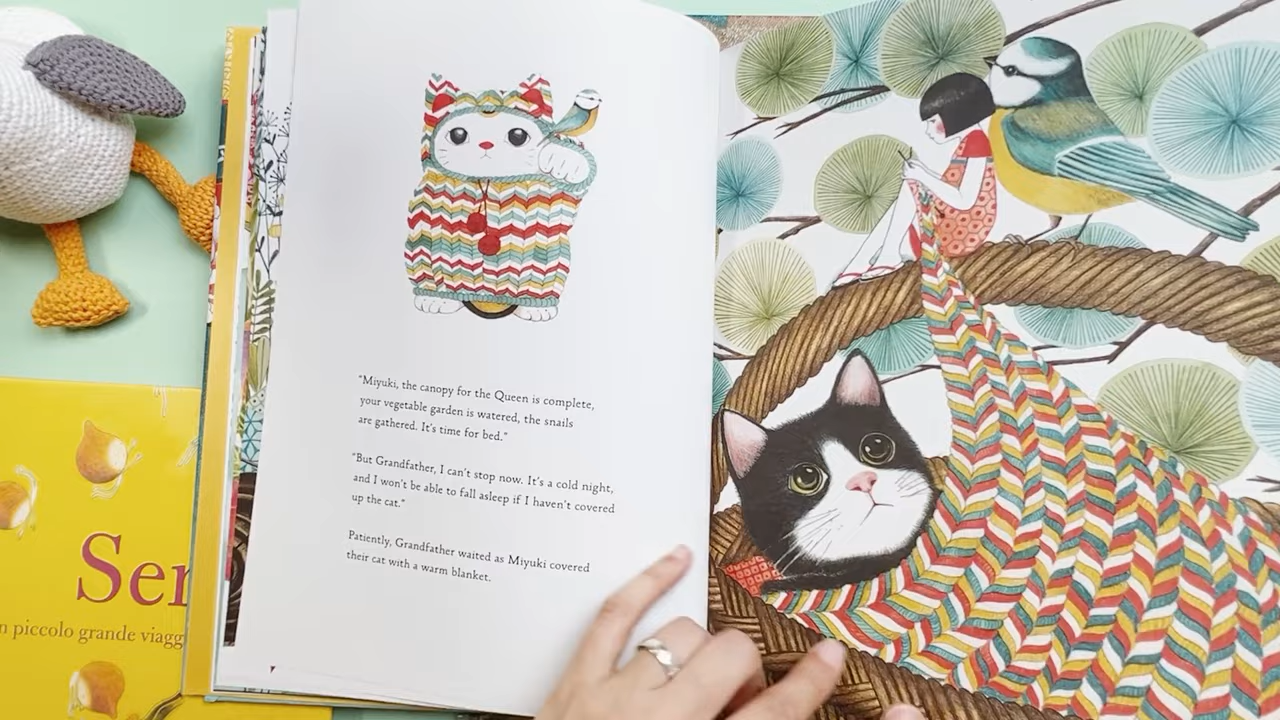 "Miyuki, the canopy for the Queen is complete,
your vegetable garden is watered, the snails
are gathered. It's time for bed."
"But Grandfather, I can't stop now. It's a cold night,
and I won't be able to fall asleep if I haven't covered
up the cat."
Patiently, Grandfather waited as Miyuki covered
their cat with a warm blanket.
piccolo grande